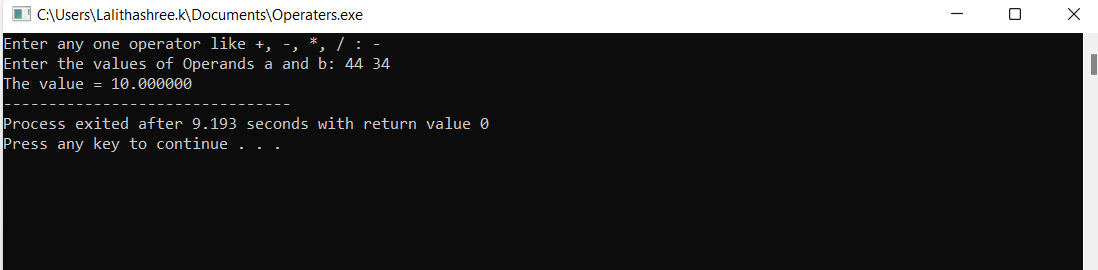 C:\Users\Lalithashree.k\Documents\Operaters.exe
Enter any one operator like +, -, *, / : -
Enter the values of Operands a and b: 44 34
The value = 10.000000
--------------------------------
Process exited after 9.193 seconds with return value 0
Press any key to continue . . .